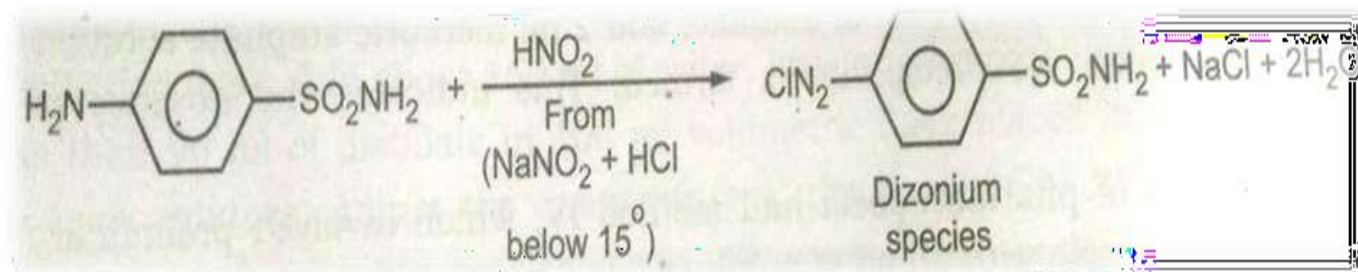 H₂N SO₂NH₂ + HNO₂ ClN₂ SO₂NH₂ + NaCl + 2H₂O
From
(NaNO₂ + HCl
below 15°)
Dizonium
species